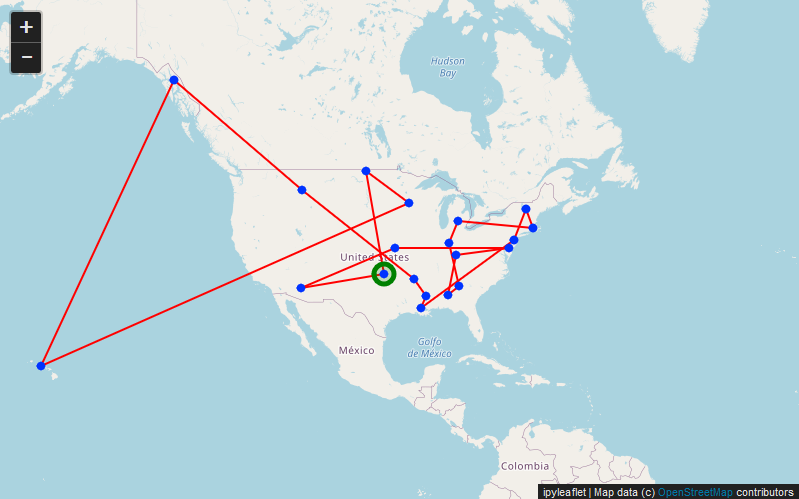 +
−
Hudson
Bay
United States
México
Golfo
de México
Colombia
ipyleaflet | Map data (c) OpenStreetMap contributors